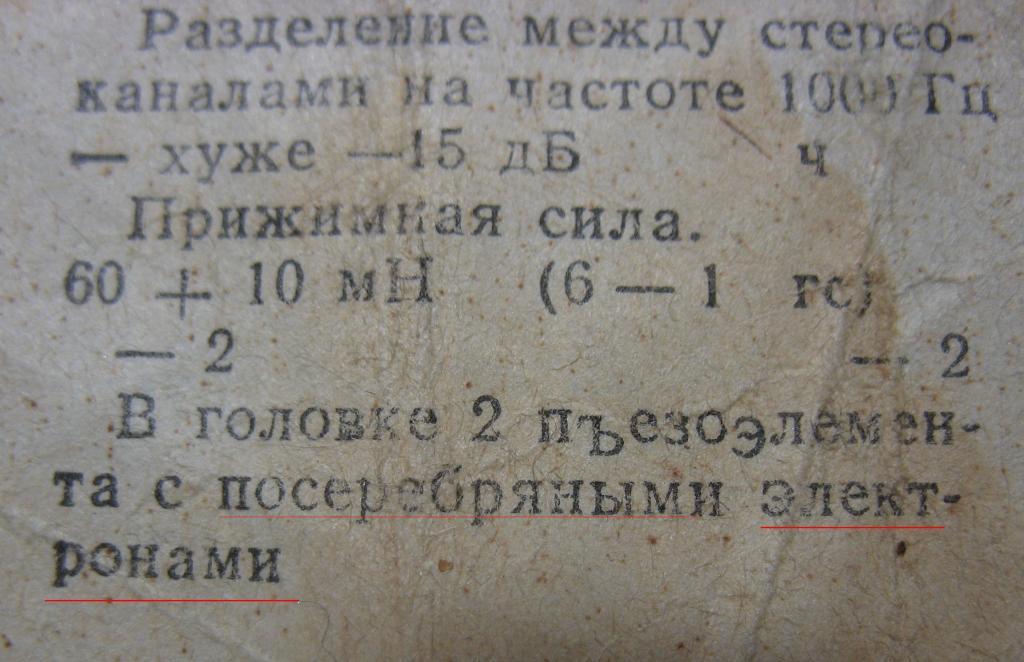 Разделение между стерео-
каналами на частоте 1000 Гц
— хуже —15 дБ ч
Прижимная сила.
60 + 10 мН (6 — 1 гс)
— 2 — 2
В головке 2 пъезоэлемен-
та с посеребряными элект-
ронами